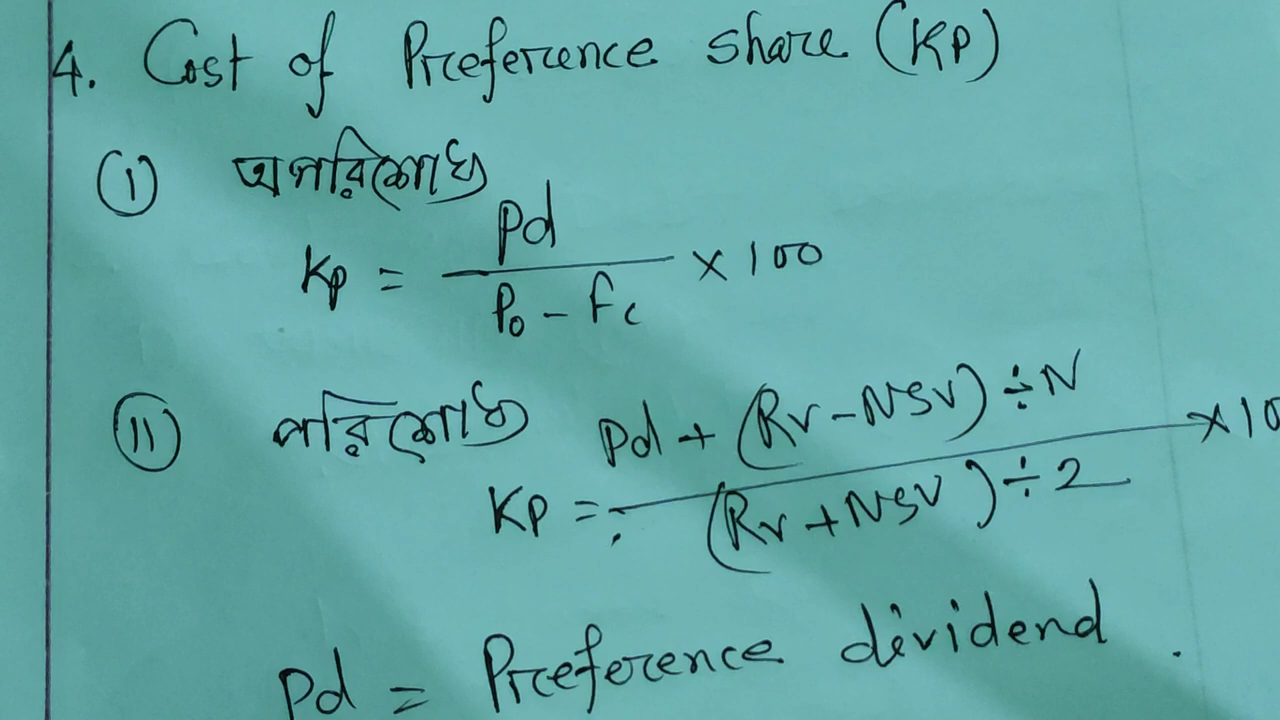 4. Cost of Preference share (Kp)
(I) অপরিশোধ্য
Kp = Pd / P₀ - Fc × 100
(II) পরিশোধ্য
Kp = Pd + (Rv - NSV) ÷ N / (Rv + NSV) ÷ 2 × 10
Pd = Preference dividend.